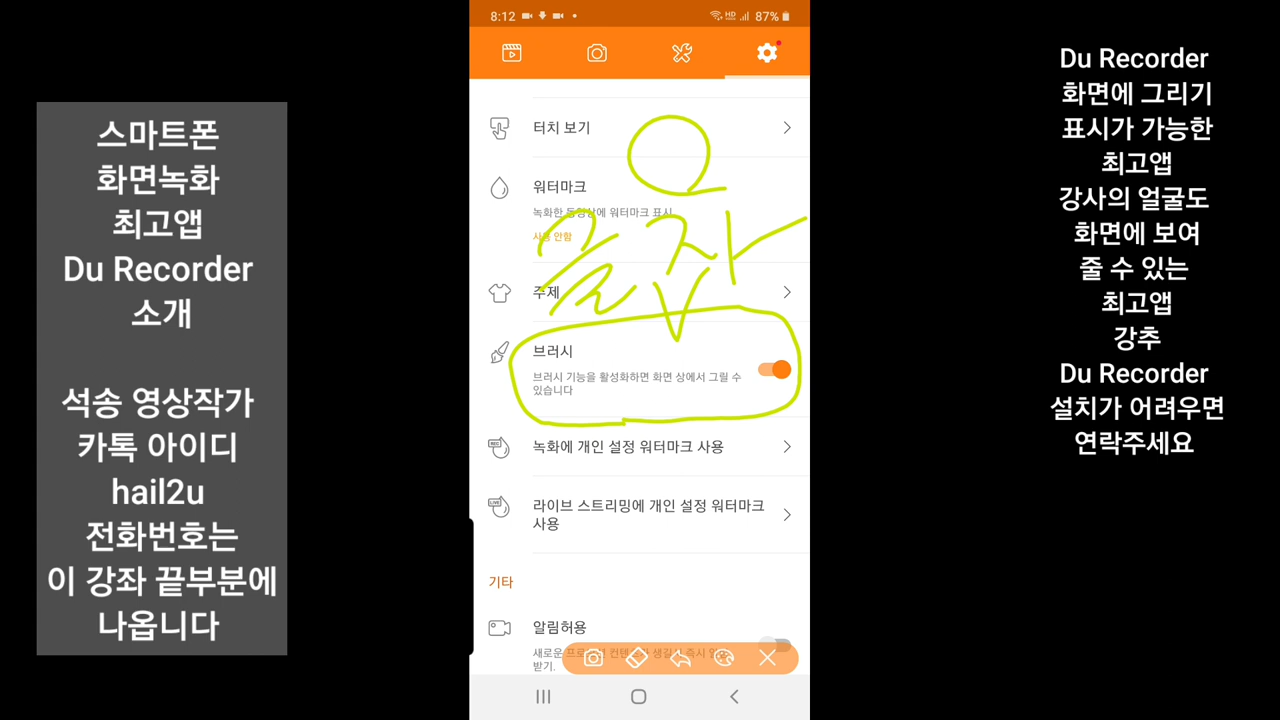 스마트폰
화면녹화
최고앱
Du Recorder
소개
석송 영상작가
카톡 아이디
hail2u
전화번호는
이 강좌 끝부분에
나옵니다
8:12
HD
87%
터치 보기
워터마크
녹화한 동영상에 워터마크 표시
사용 안함
주제
브러시
브러시 기능을 활성화하면 화면 상에서 그릴 수
있습니다
REC
녹화에 개인 설정 워터마크 사용
LIVE
라이브 스트리밍에 개인 설정 워터마크
사용
기타
알림허용
새로운
받기.
Du Recorder
화면에 그리기
표시가 가능한
최고앱
강사의 얼굴도
화면에 보여
줄 수 있는
최고앱
강추
Du Recorder
설치가 어려우면
연락주세요